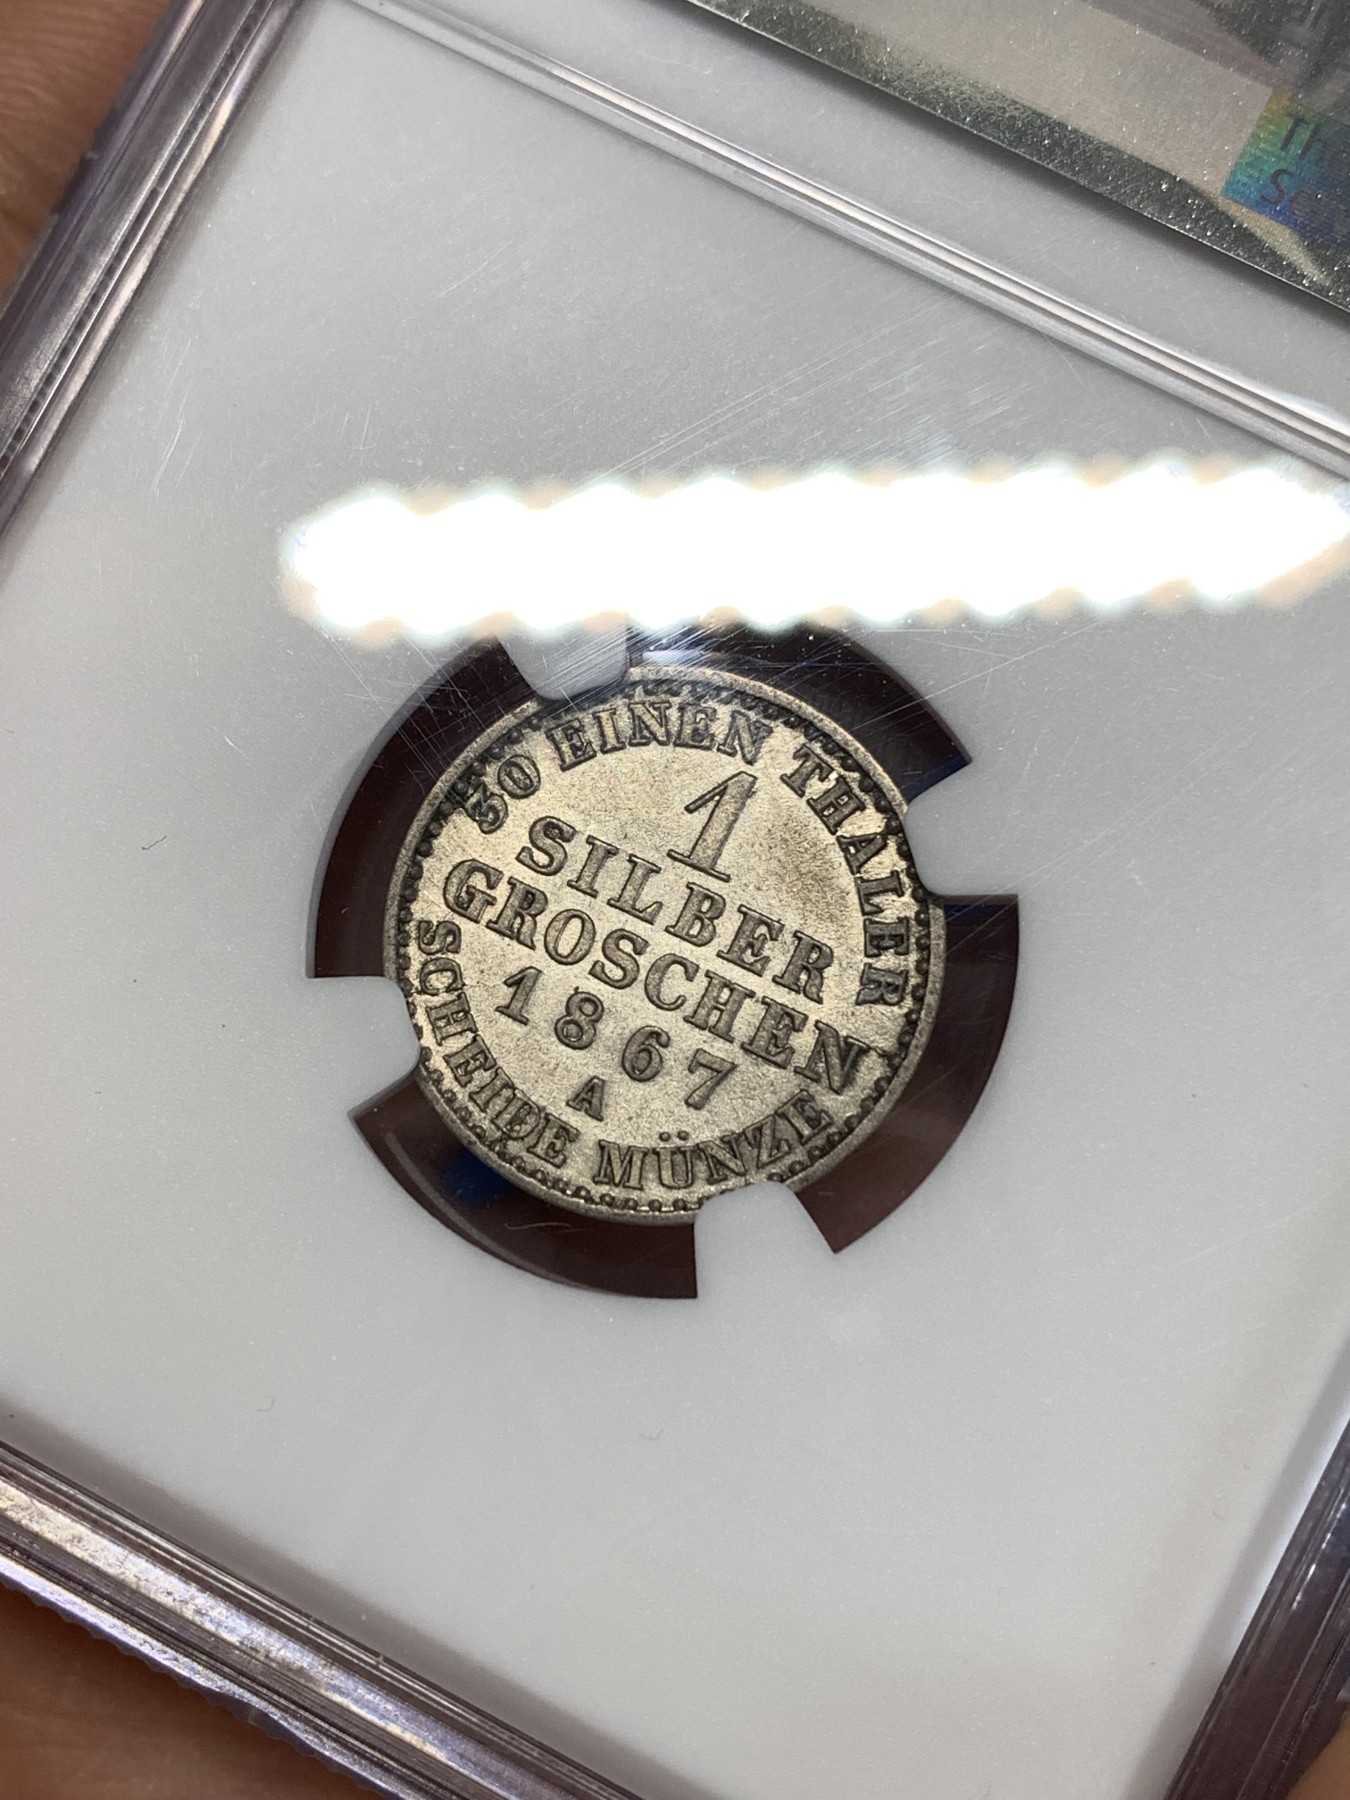 30 EINEN THALER
1
SILBER
GROSCHEN
1867
A
SCHEIDE MÜNZE